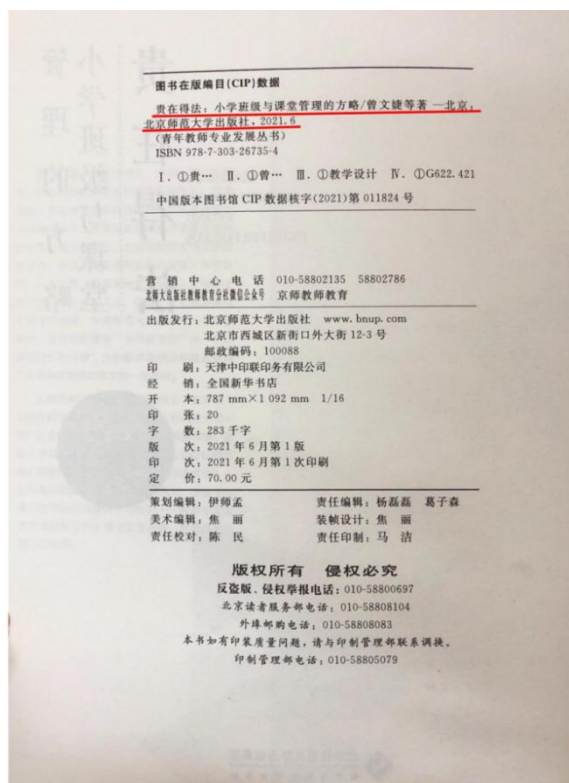 图书在版编目(CIP)数据
贵在得法：小学班级与课堂管理的方略/曾文婕等著—北京：
北京师范大学出版社，2021.6
(青年教师专业发展丛书)
ISBN 978-7-303-26735-4
Ⅰ.①贵… Ⅱ.①曾… Ⅲ.①教学设计 Ⅳ.①G622.421
中国版本图书馆 CIP 数据核字(2021)第 011824 号
营销中心电话 010-58802135 58802786
北师大出版社教师教育分社微信公众号 京师教师教育
出版发行：北京师范大学出版社 www.bnup.com
北京市西城区新街口外大街 12-3 号
邮政编码：100088
印刷：天津中印联印务有限公司
经销：全国新华书店
开本：787 mm×1 092 mm 1/16
印张：20
字数：283 千字
版次：2021 年 6 月第 1 版
印次：2021 年 6 月第 1 次印刷
定价：70.00 元
策划编辑：伊师孟 责任编辑：杨磊磊 葛子森
美术编辑：焦 丽 装帧设计：焦 丽
责任校对：陈 民 责任印制：马 洁
版权所有 侵权必究
反盗版、侵权举报电话：010-58800697
北京读者服务部电话：010-58808104
外埠邮购电话：010-58808083
本书如有印装质量问题，请与印制管理部联系调换。
印制管理部电话：010-58805079